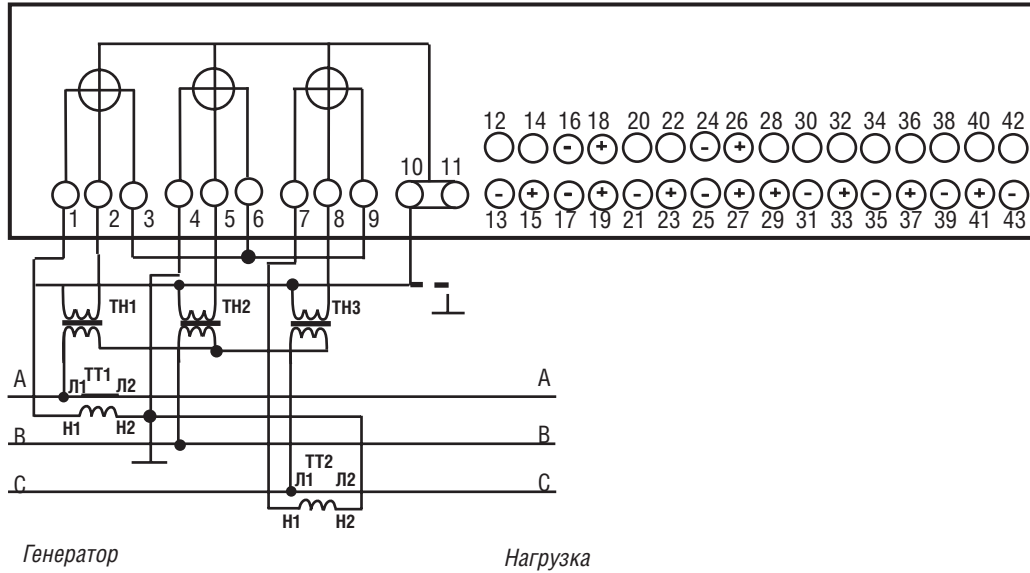 12 14 16 18 20 22 24 26 28 30 32 34 36 38 40 42
10 11
- + - +
1 2 3 4 5 6 7 8 9
- + - + - + - + + - + - + - + -
13 15 17 19 21 23 25 27 29 31 33 35 37 39 41 43
ТН1 ТН2 ТН3
A ТТ1 A
Л1 Л2
Н1 Н2
B B
ТТ2
C Л1 Л2 C
Н1 Н2
Генератор Нагрузка